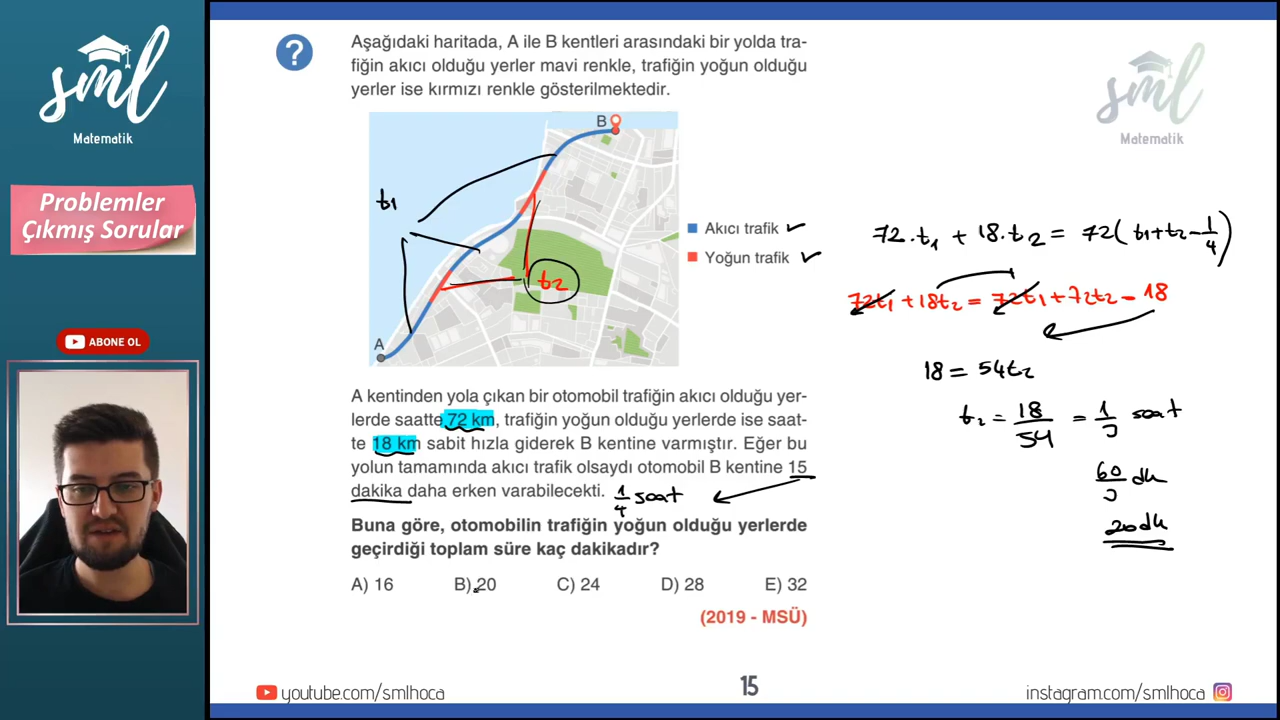 sml
Matematik
Problemler
Çıkmış Sorular
ABONE OL
?
Aşağıdaki haritada, A ile B kentleri arasındaki bir yolda tra-
fiğin akıcı olduğu yerler mavi renkle, trafiğin yoğun olduğu
yerler ise kırmızı renkle gösterilmektedir.
B
t1
t2
A
Akıcı trafik
Yoğun trafik
A kentinden yola çıkan bir otomobil trafiğin akıcı olduğu yer-
lerde saatte 72 km, trafiğin yoğun olduğu yerlerde ise saat-
te 18 km sabit hızla giderek B kentine varmıştır. Eğer bu
yolun tamamında akıcı trafik olsaydı otomobil B kentine 15
dakika daha erken varabilecekti. 1/4 saat
Buna göre, otomobilin trafiğin yoğun olduğu yerlerde
geçirdiği toplam süre kaç dakikadır?
A) 16 B) 20 C) 24 D) 28 E) 32
(2019 - MSÜ)
sml
Matematik
72.t1 + 18.t2 = 72(t1+t2-1/4)
72t1 + 18t2 = 72t1 + 72t2 - 18
18 = 54t2
t2 = 18/54 = 1/3 saat
60/3 dk
20dk
youtube.com/smlhoca
15
instagram.com/smlhoca